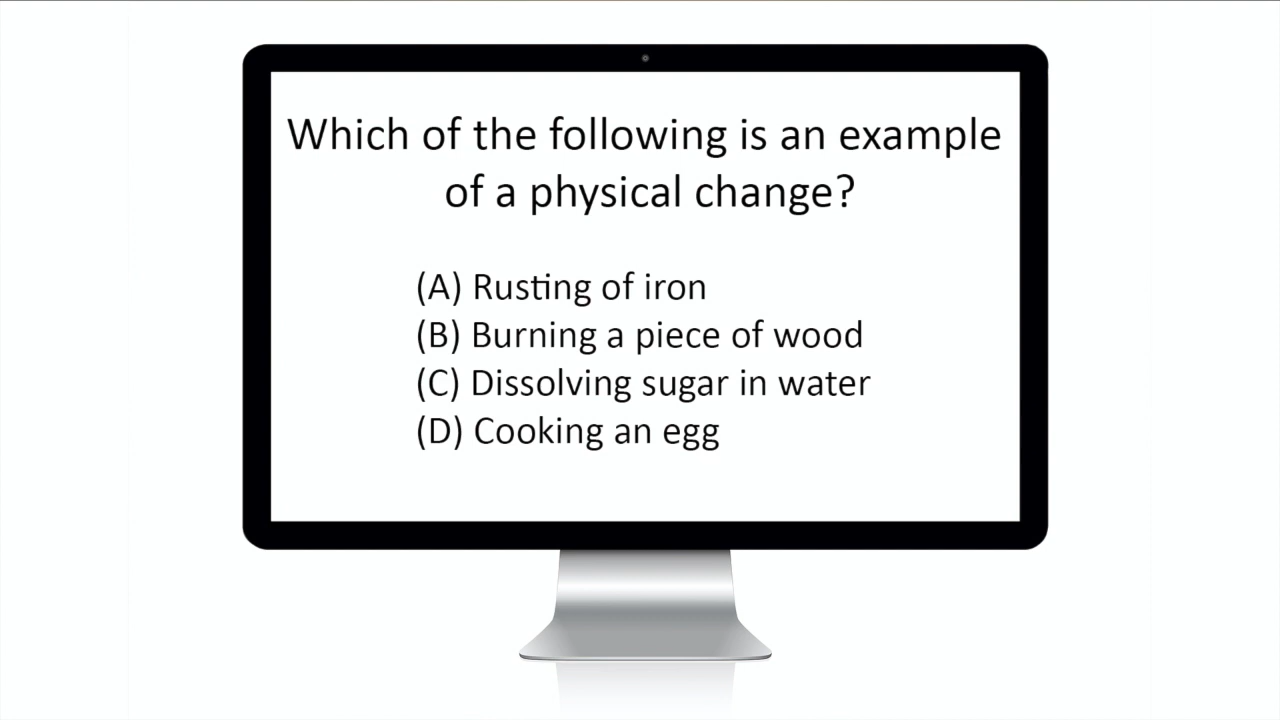 Which of the following is an example
of a physical change?
(A) Rusting of iron
(B) Burning a piece of wood
(C) Dissolving sugar in water
(D) Cooking an egg